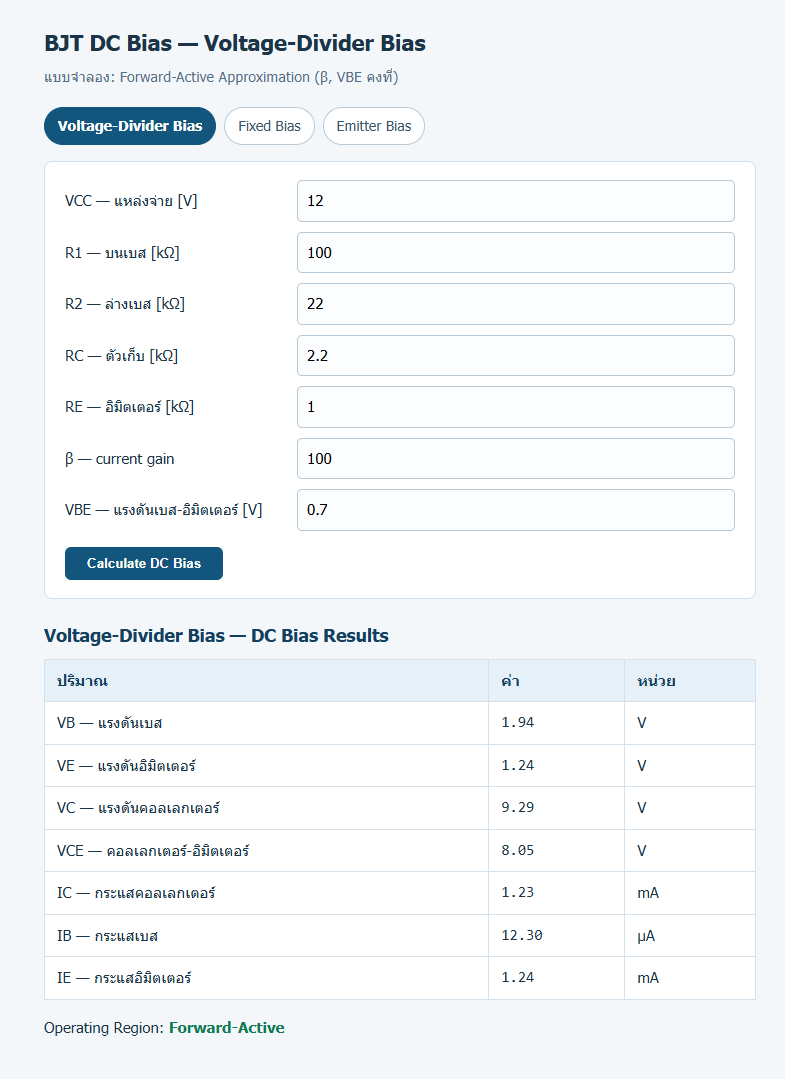 BJT DC Bias — Voltage-Divider Bias
แบบจำลอง: Forward-Active Approximation (β, VBE คงที่)
Voltage-Divider Bias Fixed Bias Emitter Bias
VCC — แหล่งจ่าย [V] 12
R1 — บนเบส [kΩ] 100
R2 — ล่างเบส [kΩ] 22
RC — ตัวเก็บ [kΩ] 2.2
RE — อิมิตเตอร์ [kΩ] 1
β — current gain 100
VBE — แรงดันเบส-อิมิตเตอร์ [V] 0.7
Calculate DC Bias
Voltage-Divider Bias — DC Bias Results
ปริมาณ ค่า หน่วย
VB — แรงดันเบส 1.94 V
VE — แรงดันอิมิตเตอร์ 1.24 V
VC — แรงดันคอลเลกเตอร์ 9.29 V
VCE — คอลเลกเตอร์-อิมิตเตอร์ 8.05 V
IC — กระแสคอลเลกเตอร์ 1.23 mA
IB — กระแสเบส 12.30 µA
IE — กระแสอิมิตเตอร์ 1.24 mA
Operating Region: Forward-Active